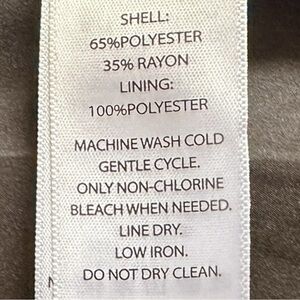 SHELL:
65%POLYESTER
35% RAYON
LINING:
100%POLYESTER
MACHINE WASH COLD
GENTLE CYCLE.
ONLY NON-CHLORINE
BLEACH WHEN NEEDED.
LINE DRY.
LOW IRON.
DO NOT DRY CLEAN.